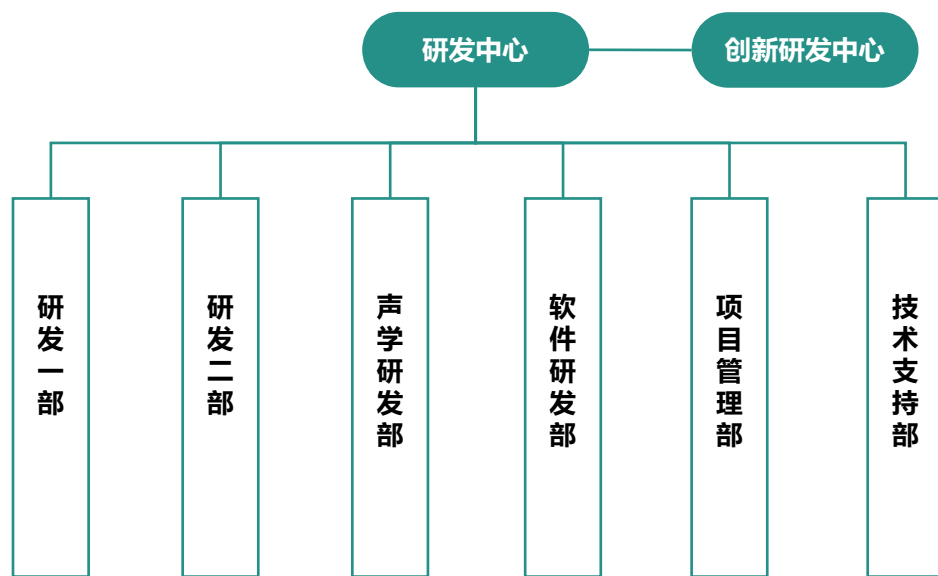 研发中心
创新研发中心
研发一部
研发二部
声学研发部
软件研发部
项目管理部
技术支持部